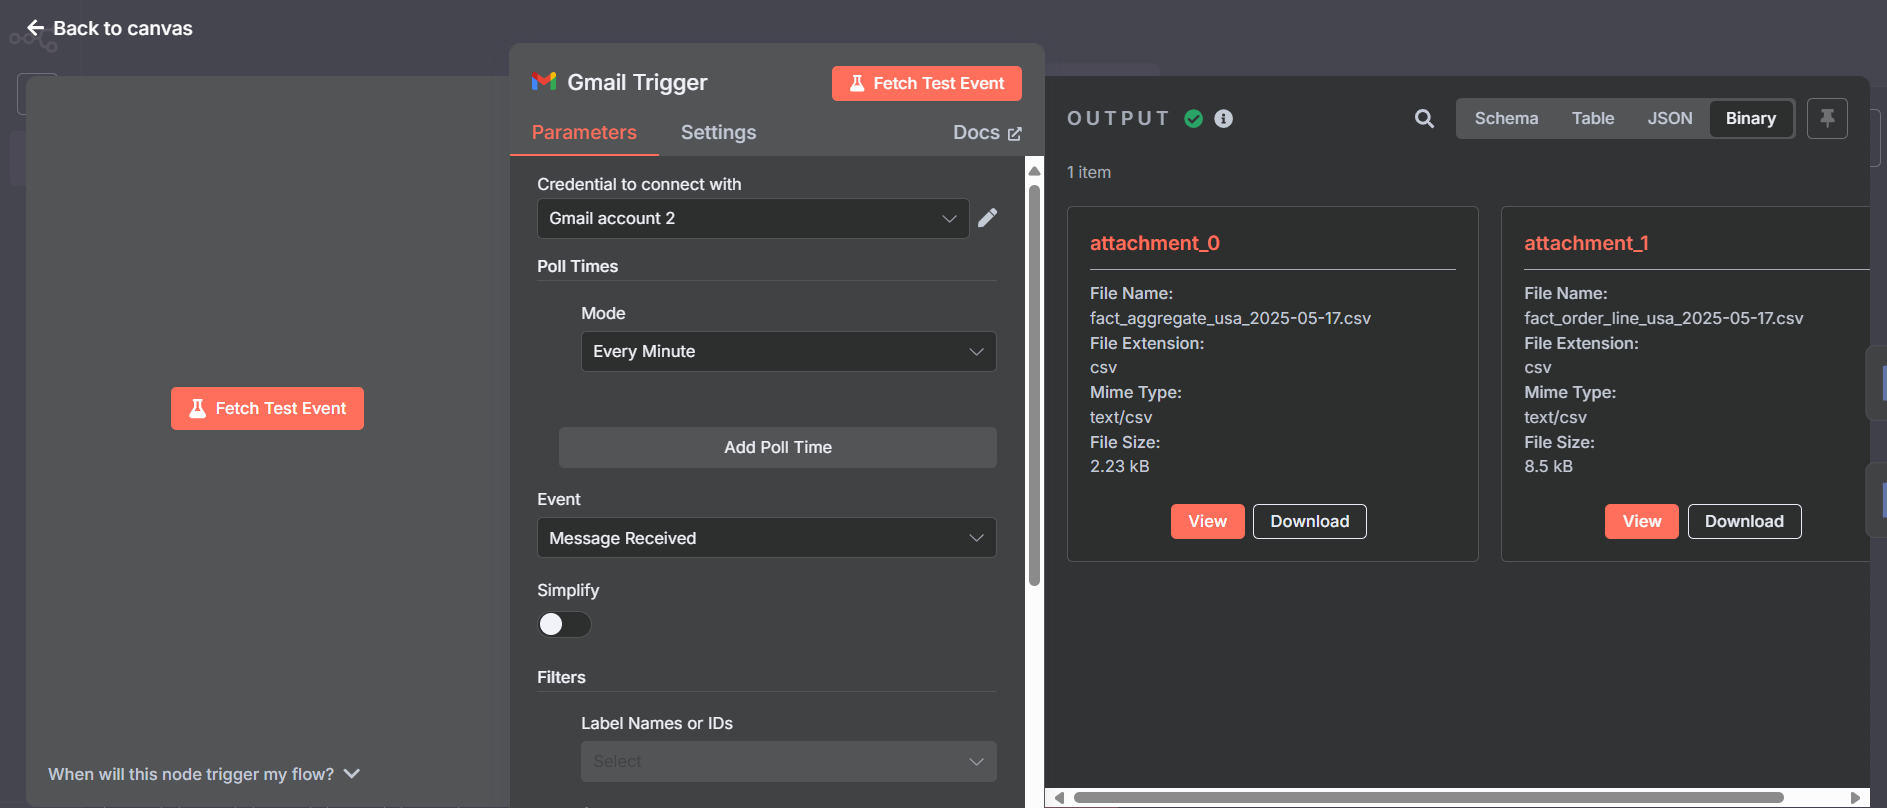 Back to canvas
Gmail Trigger
Fetch Test Event
Parameters
Settings
Docs
Credential to connect with
Gmail account 2
Poll Times
Mode
Every Minute
Add Poll Time
Event
Message Received
Simplify
Filters
Label Names or IDs
Select
Fetch Test Event
When will this node trigger my flow?
OUTPUT
Schema
Table
JSON
Binary
1 item
attachment_0
File Name:
fact_aggregate_usa_2025-05-17.csv
File Extension:
csv
Mime Type:
text/csv
File Size:
2.23 kB
View
Download
attachment_1
File Name:
fact_order_line_usa_2025-05-17.csv
File Extension:
csv
Mime Type:
text/csv
File Size:
8.5 kB
View
Download